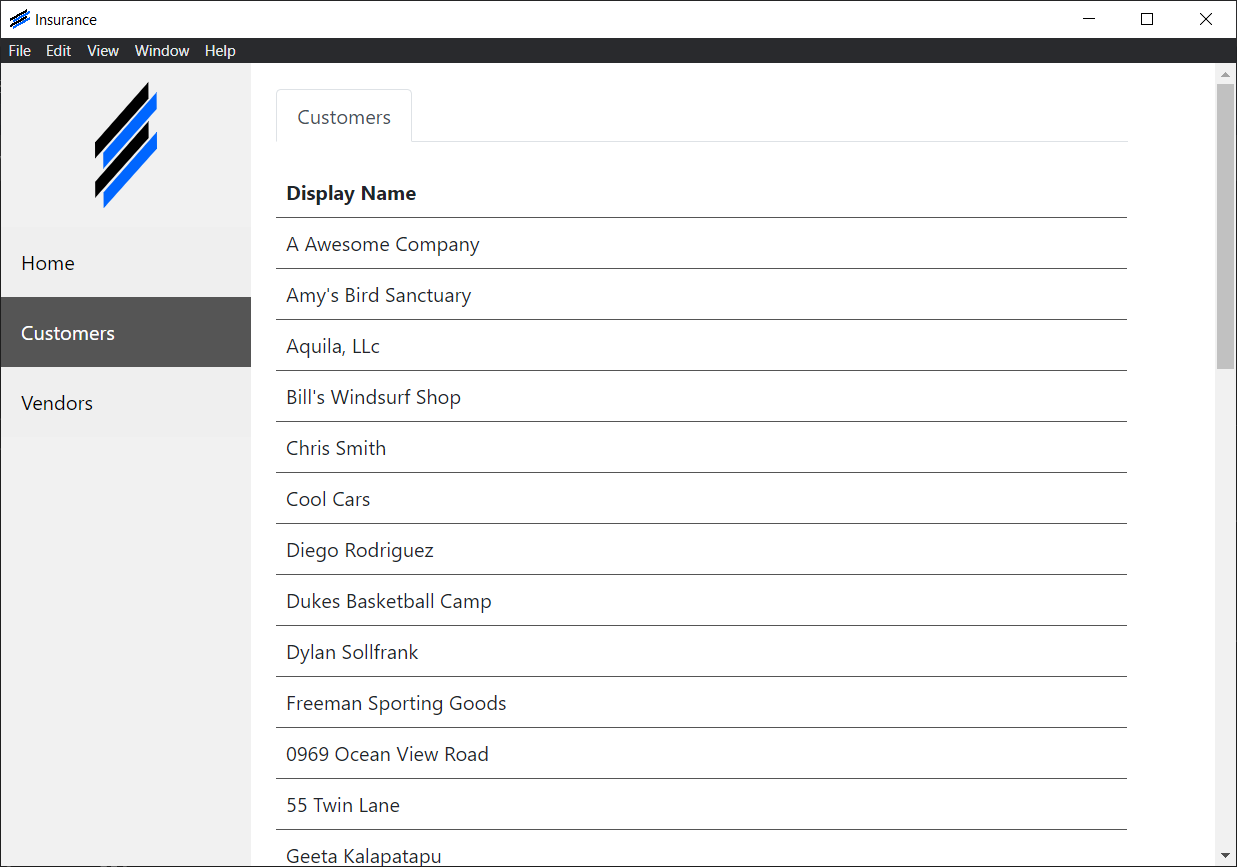 Insurance
File Edit View Window Help
Customers
Display Name
A Awesome Company
Home
Amy's Bird Sanctuary
Customers
Aquila, LLc
Vendors
Bill's Windsurf Shop
Chris Smith
Cool Cars
Diego Rodriguez
Dukes Basketball Camp
Dylan Sollfrank
Freeman Sporting Goods
0969 Ocean View Road
55 Twin Lane
Geeta Kalapatapu